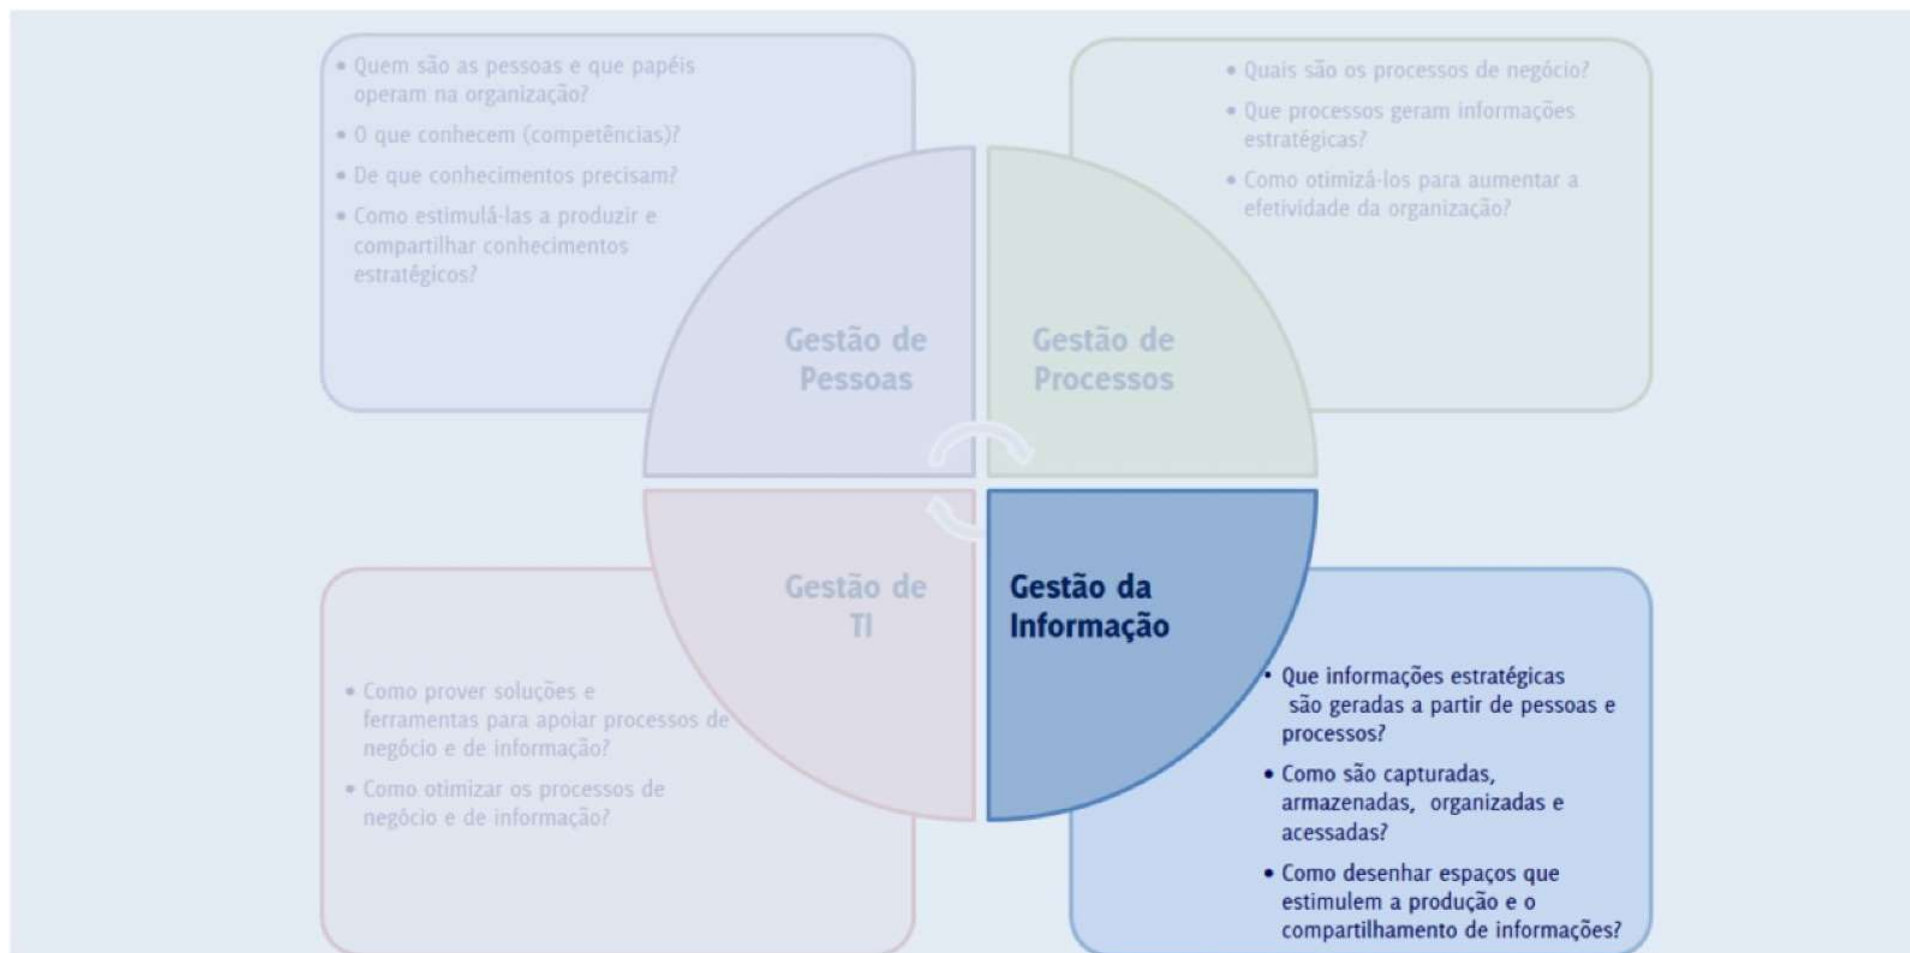 • Quem são as pessoas e que papéis
operam na organização?
• O que conhecem (competências)?
• De que conhecimentos precisam?
• Como estimulá-las a produzir e
compartilhar conhecimentos
estratégicos?
• Quais são os processos de negócio?
• Que processos geram informações
estratégicas?
• Como otimizá-los para aumentar a
efetividade da organização?
Gestão de
Pessoas
Gestão de
Processos
Gestão de
TI
Gestão da
Informação
• Como prover soluções e
ferramentas para apoiar processos de
negócio e de informação?
• Como otimizar os processos de
negócio e de informação?
• Que informações estratégicas
são geradas a partir de pessoas e
processos?
• Como são capturadas,
armazenadas, organizadas e
acessadas?
• Como desenhar espaços que
estimulem a produção e o
compartilhamento de informações?